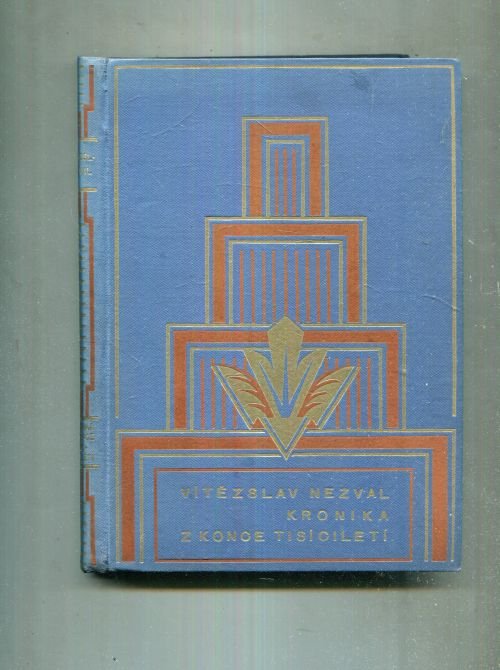 VÍTĚZSLAV NEZVAL
KRONIKA
Z KONCE TISÍCILETÍ